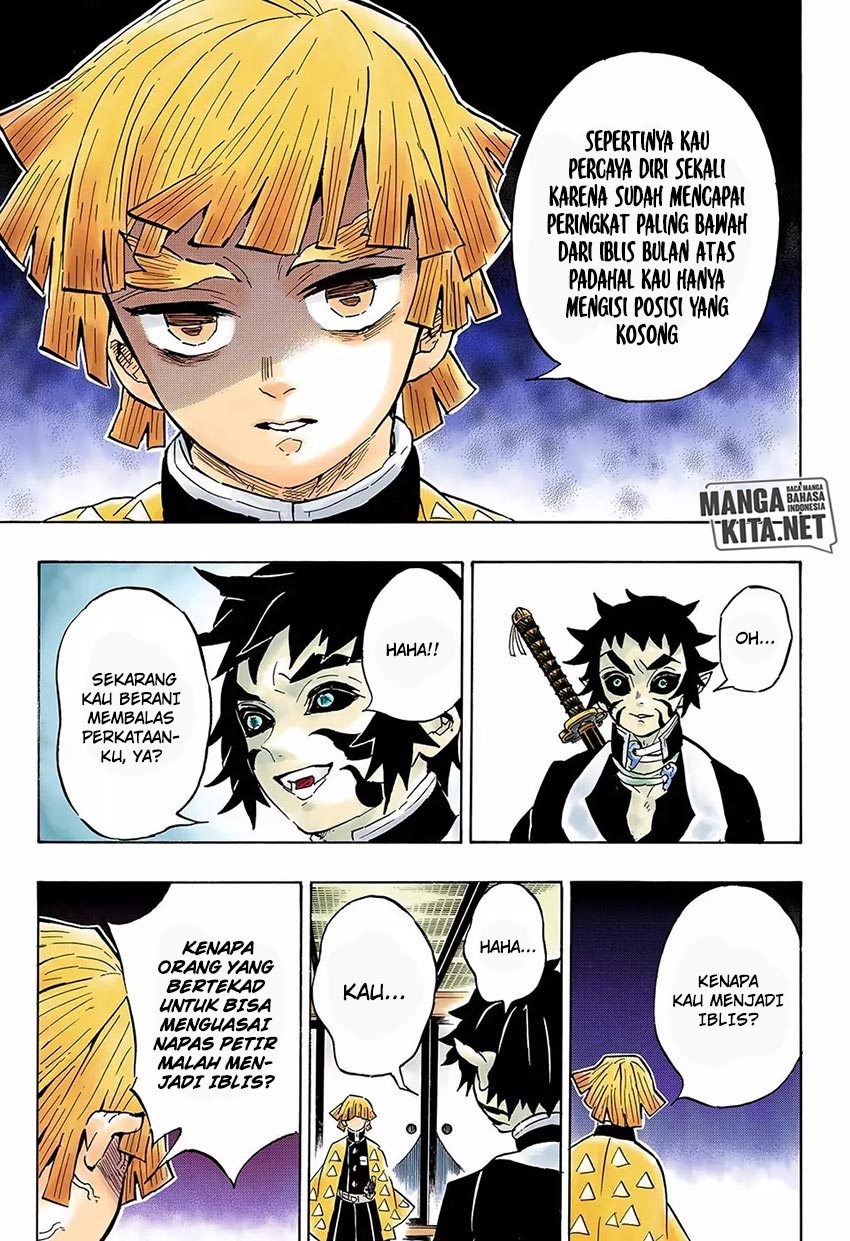 SEPERTINYA KAU
PERCAYA DIRI SEKALI
KARENA SUDAH MENCAPAI
PERINGKAT PALING BAWAH
DARI IBLIS BULAN ATAS
PADAHAL KAU HANYA
MENGISI POSISI YANG
KOSONG
MANGA
KITA.NET
BACA MANGA
BAHASA
INDONESIA
OH...
HAHA!!
SEKARANG
KAU BERANI
MEMBALAS
PERKATAAN-
KU, YA?
KENAPA
KAU MENJADI
IBLIS?
HAHA...
KAU...
KENAPA
ORANG YANG
BERTEKAD
UNTUK BISA
MENGUASAI
NAPAS PETIR
MALAH MEN-
JADI IBLIS?